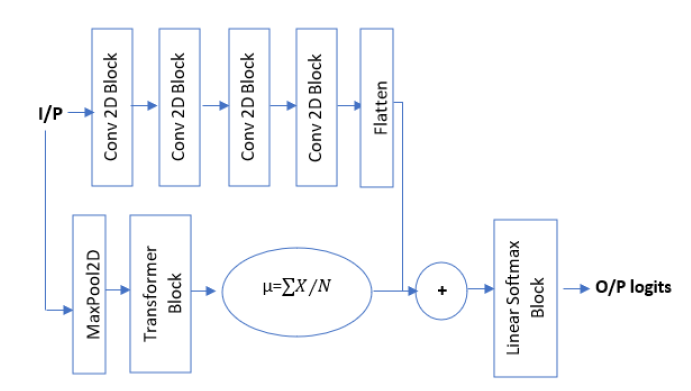 I/P
Conv 2D Block
Conv 2D Block
Conv 2D Block
Conv 2D Block
Flatten
MaxPool2D
Transformer
Block
μ=∑X/N
+
Linear Softmax
Block
O/P logits